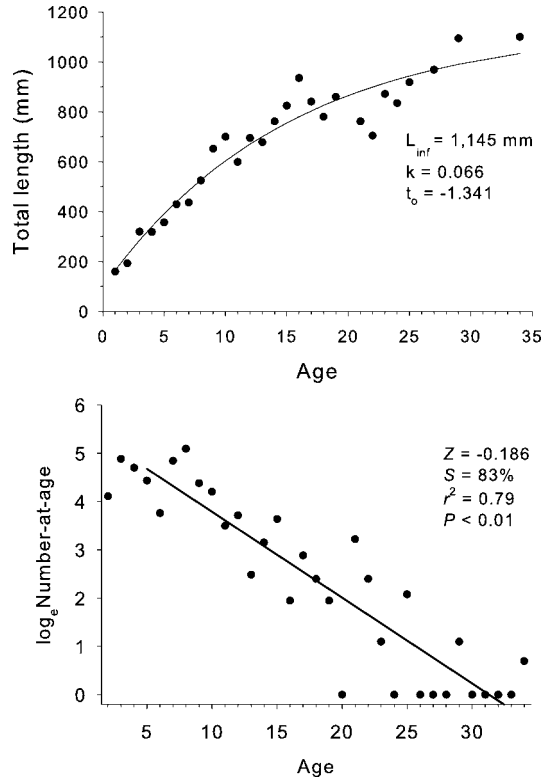 1200
1000
800
600
400
200
0
Total length (mm)
L_inf = 1,145 mm
k = 0.066
t_o = -1.341
0 5 10 15 20 25 30 35
Age
6
5
4
3
2
1
0
log_e Number-at-age
Z = -0.186
S = 83%
r² = 0.79
P < 0.01
5 10 15 20 25 30
Age